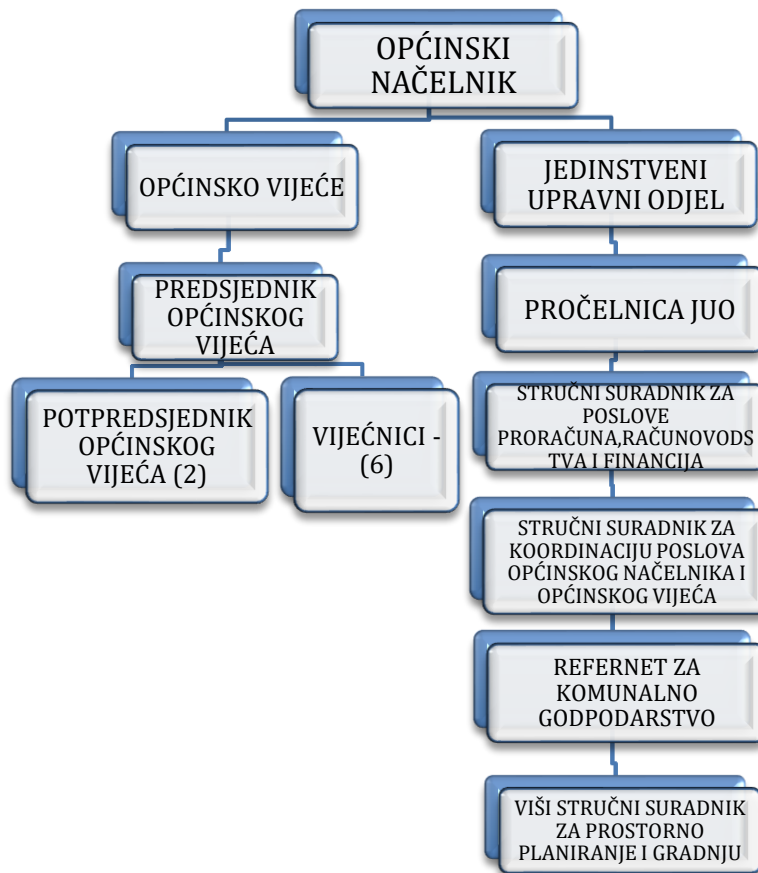 OPĆINSKI
NAČELNIK
OPĆINSKO VIJEĆE
PREDSJEDNIK
OPĆINSKOG
VIJEĆA
POTPREDSJEDNIK
OPĆINSKOG
VIJEĆA (2)
VIJEĆNICI -
(6)
JEDINSTVENI
UPRAVNI ODJEL
PROČELNICA JUO
STRUČNI SURADNIK ZA
POSLOVE
PRORAČUNA,RAČUNOVODS
TVA I FINANCIJA
STRUČNI SURADNIK ZA
KOORDINACIJU POSLOVA
OPĆINSKOG NAČELNIKA I
OPĆINSKOG VIJEĆA
REFERNET ZA
KOMUNALNO
GODPODARSTVO
VIŠI STRUČNI SURADNIK
ZA PROSTORNO
PLANIRANJE I GRADNJU